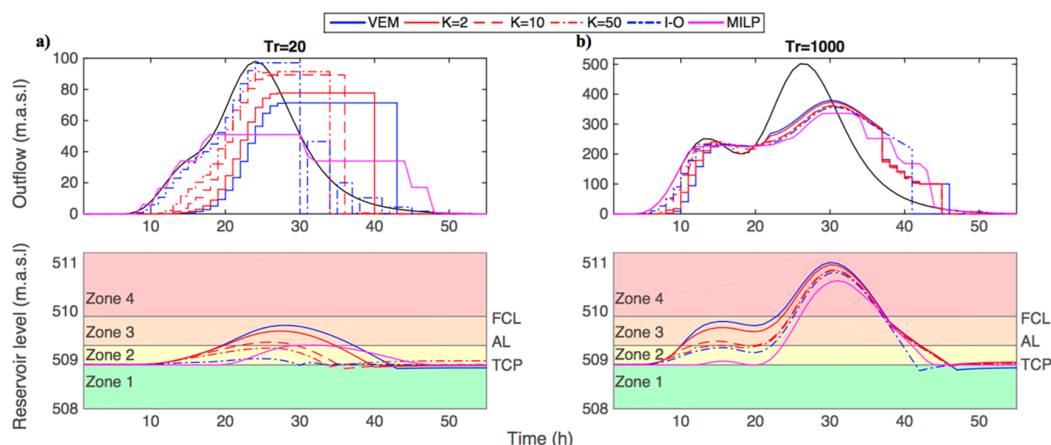 VEM K=2 K=10 K=50 I-O MILP
a) Tr=20
b) Tr=1000
Outflow (m.a.s.l)
100
80
60
40
20
0
10 20 30 40 50
500
400
300
200
100
0
10 20 30 40 50
Reservoir level (m.a.s.l)
511
510
509
508
Zone 4
Zone 3
Zone 2
Zone 1
FCL
AL
TCP
10 20 30 40 50
511
510
509
508
Zone 4
Zone 3
Zone 2
Zone 1
FCL
AL
TCP
10 20 30 40 50
Time (h)